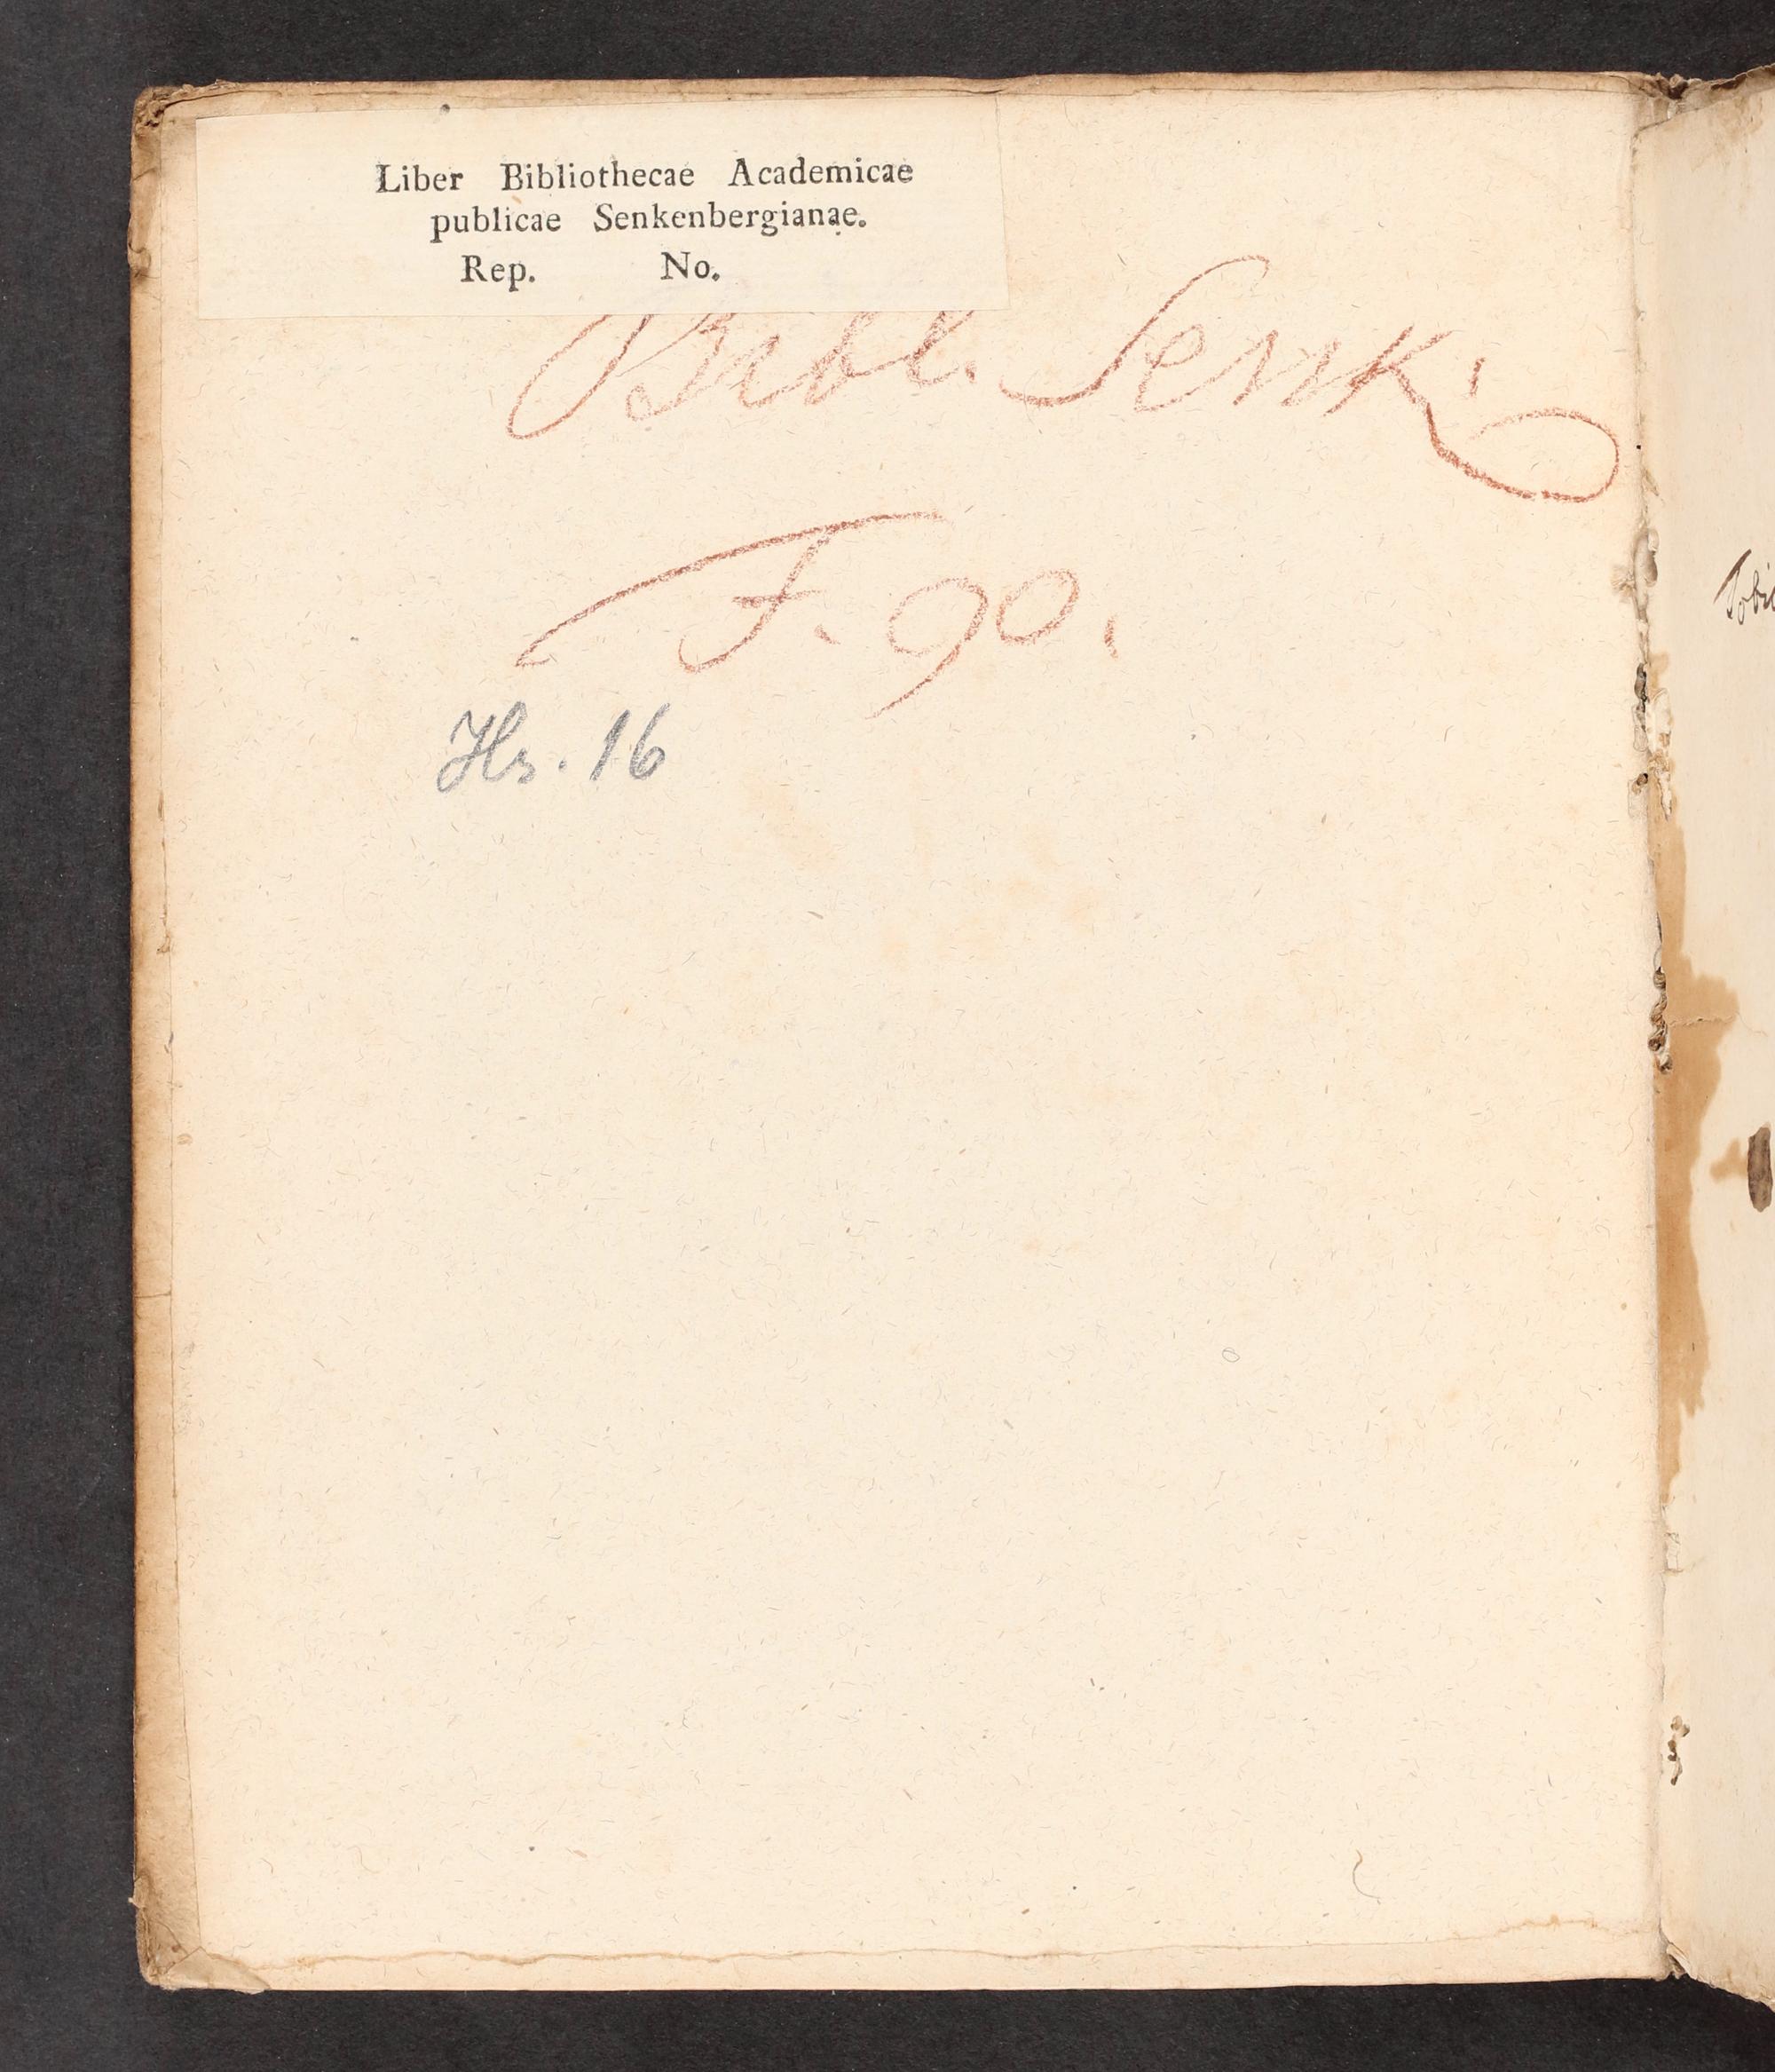 Liber Bibliothecae Academicae
publicae Senkenbergianae.
Rep. No.
Bibl. Senk.
F. 90.
Hs. 16